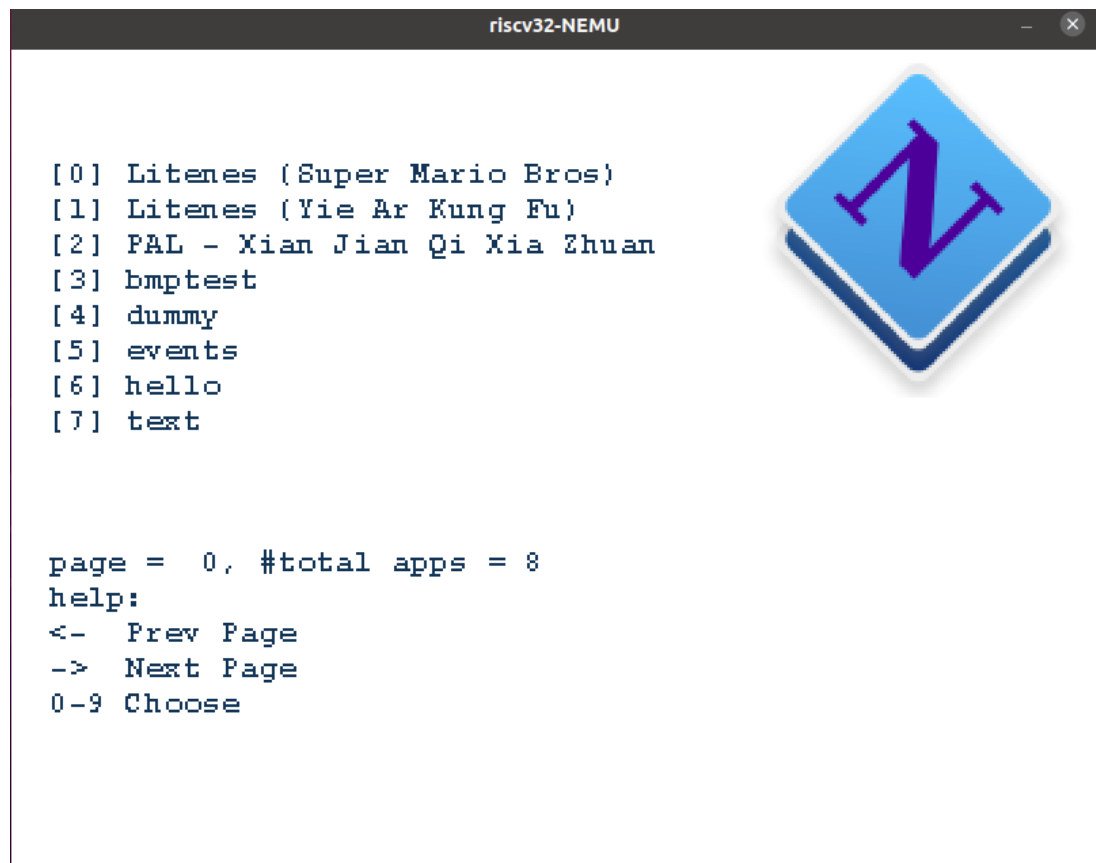 riscv32-NEMU
N
[0] Litenes (Super Mario Bros)
[1] Litenes (Yie Ar Kung Fu)
[2] PAL - Xian Jian Qi Xia Zhuan
[3] bmptest
[4] dummy
[5] events
[6] hello
[7] text
page =  0, #total apps = 8
help:
<-  Prev Page
->  Next Page
0-9 Choose